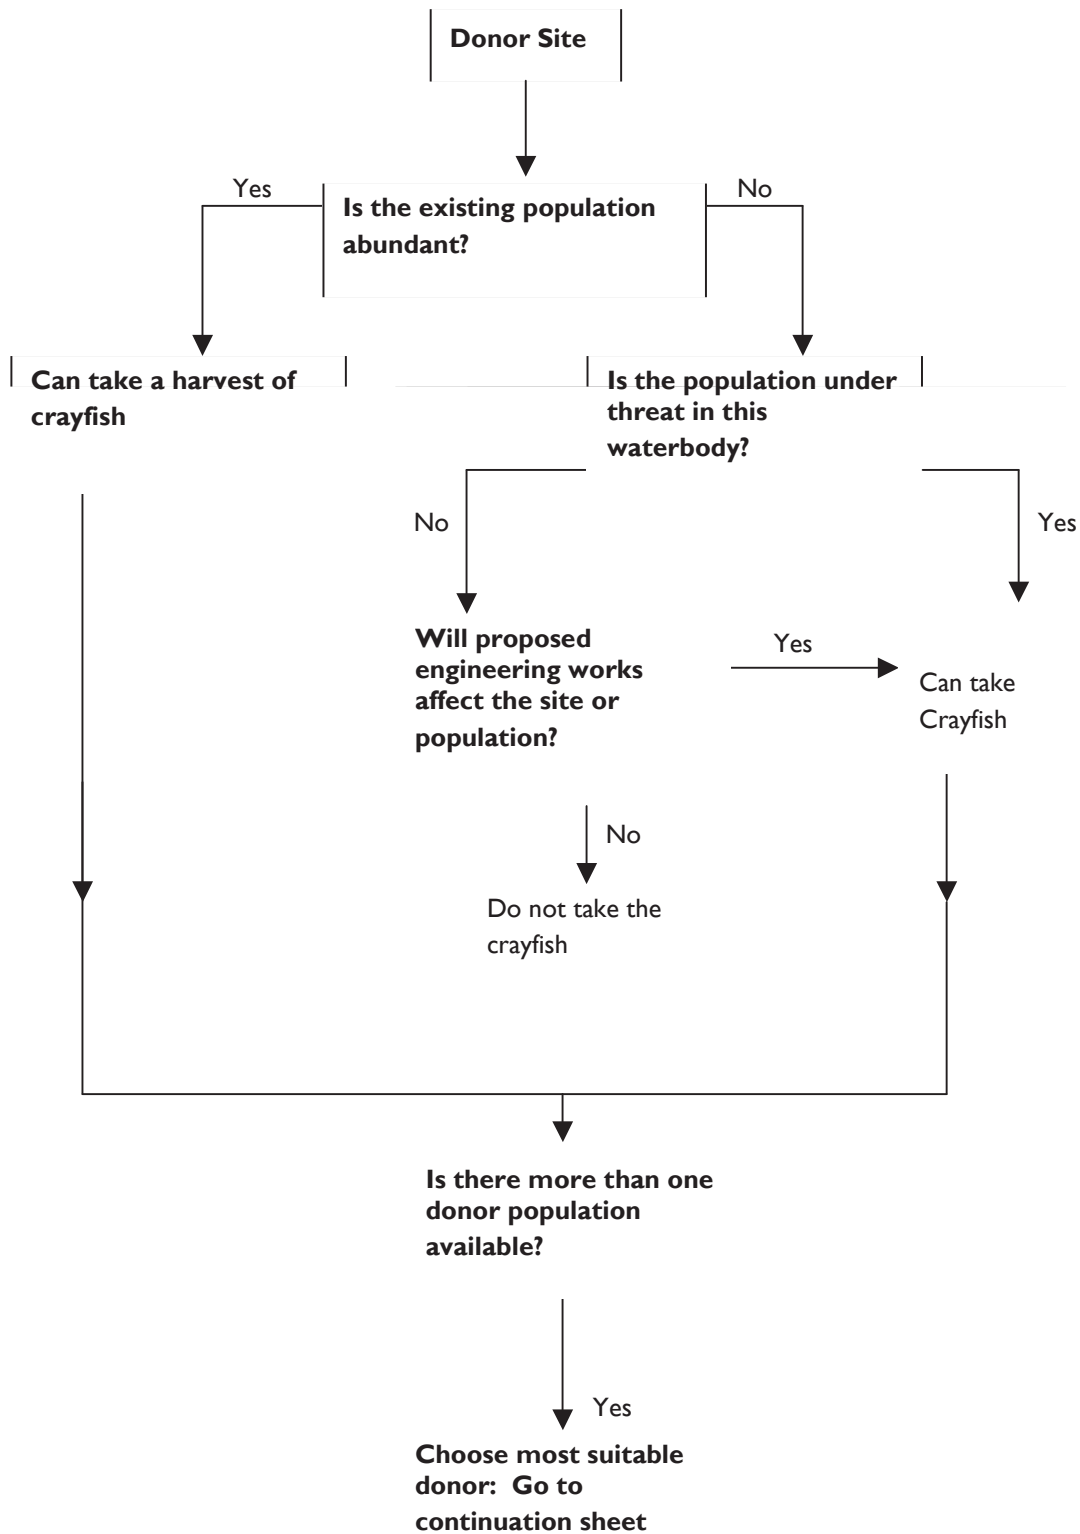 Donor Site
Yes
No
Is the existing population
abundant?
Can take a harvest of
crayfish
Is the population under
threat in this
waterbody?
No
Yes
Will proposed
engineering works
affect the site or
population?
Yes
Can take
Crayfish
No
Do not take the
crayfish
Is there more than one
donor population
available?
Yes
Choose most suitable
donor: Go to
continuation sheet